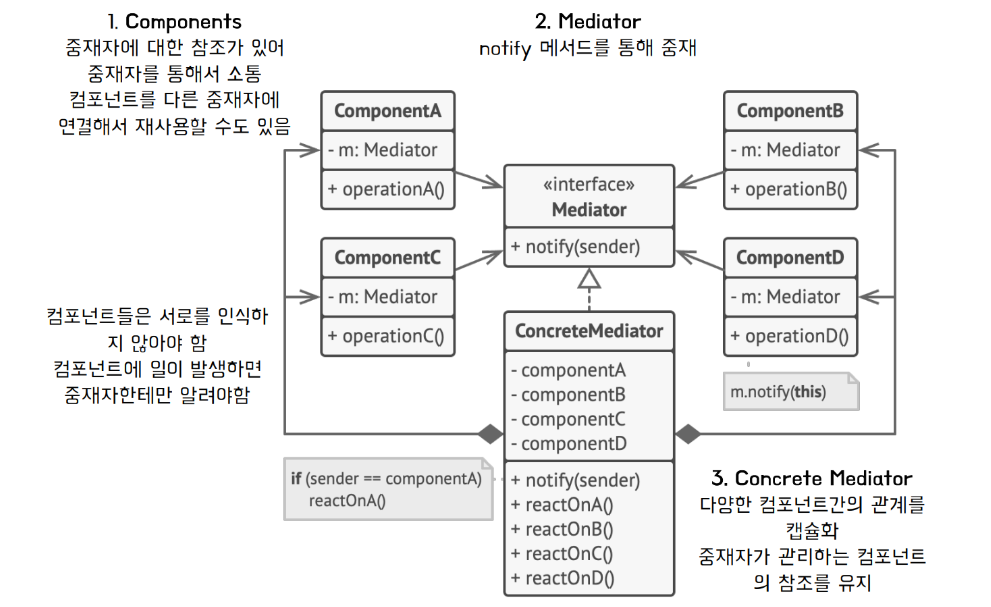 1. Components
중재자에 대한 참조가 있어
중재자를 통해서 소통
컴포넌트를 다른 중재자에
연결해서 재사용할 수도 있음
2. Mediator
notify 메서드를 통해 중재
ComponentA
- m: Mediator
+ operationA()
«interface»
Mediator
+ notify(sender)
ComponentB
- m: Mediator
+ operationB()
ComponentC
- m: Mediator
+ operationC()
ComponentD
- m: Mediator
+ operationD()
m.notify(this)
컴포넌트들은 서로를 인식하
지 않아야 함
컴포넌트에 일이 발생하면
중재자한테만 알려야함
ConcreteMediator
- componentA
- componentB
- componentC
- componentD
+ notify(sender)
+ reactOnA()
+ reactOnB()
+ reactOnC()
+ reactOnD()
if (sender == componentA)
reactOnA()
3. Concrete Mediator
다양한 컴포넌트간의 관계를
캡슐화
중재자가 관리하는 컴포넌트
의 참조를 유지